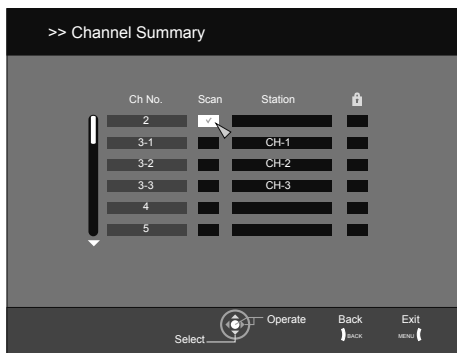 >> Channel Summary
Ch No. Scan Station
2
3-1 CH-1
3-2 CH-2
3-3 CH-3
4
5
Operate Back Exit
Select BACK MENU